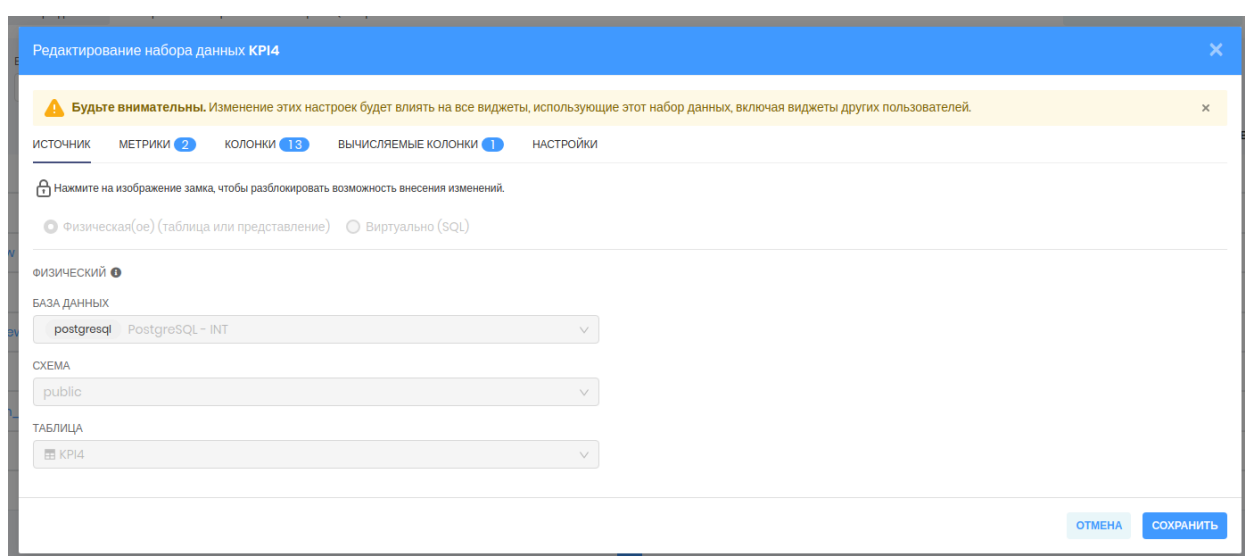 Редактирование набора данных KPI4
Будьте внимательны. Изменение этих настроек будет влиять на все виджеты, использующие этот набор данных, включая виджеты других пользователей.
ИСТОЧНИК МЕТРИКИ 2 КОЛОНКИ 13 ВЫЧИСЛЯЕМЫЕ КОЛОНКИ 1 НАСТРОЙКИ
Нажмите на изображение замка, чтобы разблокировать возможность внесения изменений.
Физическая(ое) (таблица или представление) Виртуально (SQL)
ФИЗИЧЕСКИЙ
БАЗА ДАННЫХ
postgresql PostgreSQL - INT
СХЕМА
public
ТАБЛИЦА
KPI4
ОТМЕНА СОХРАНИТЬ